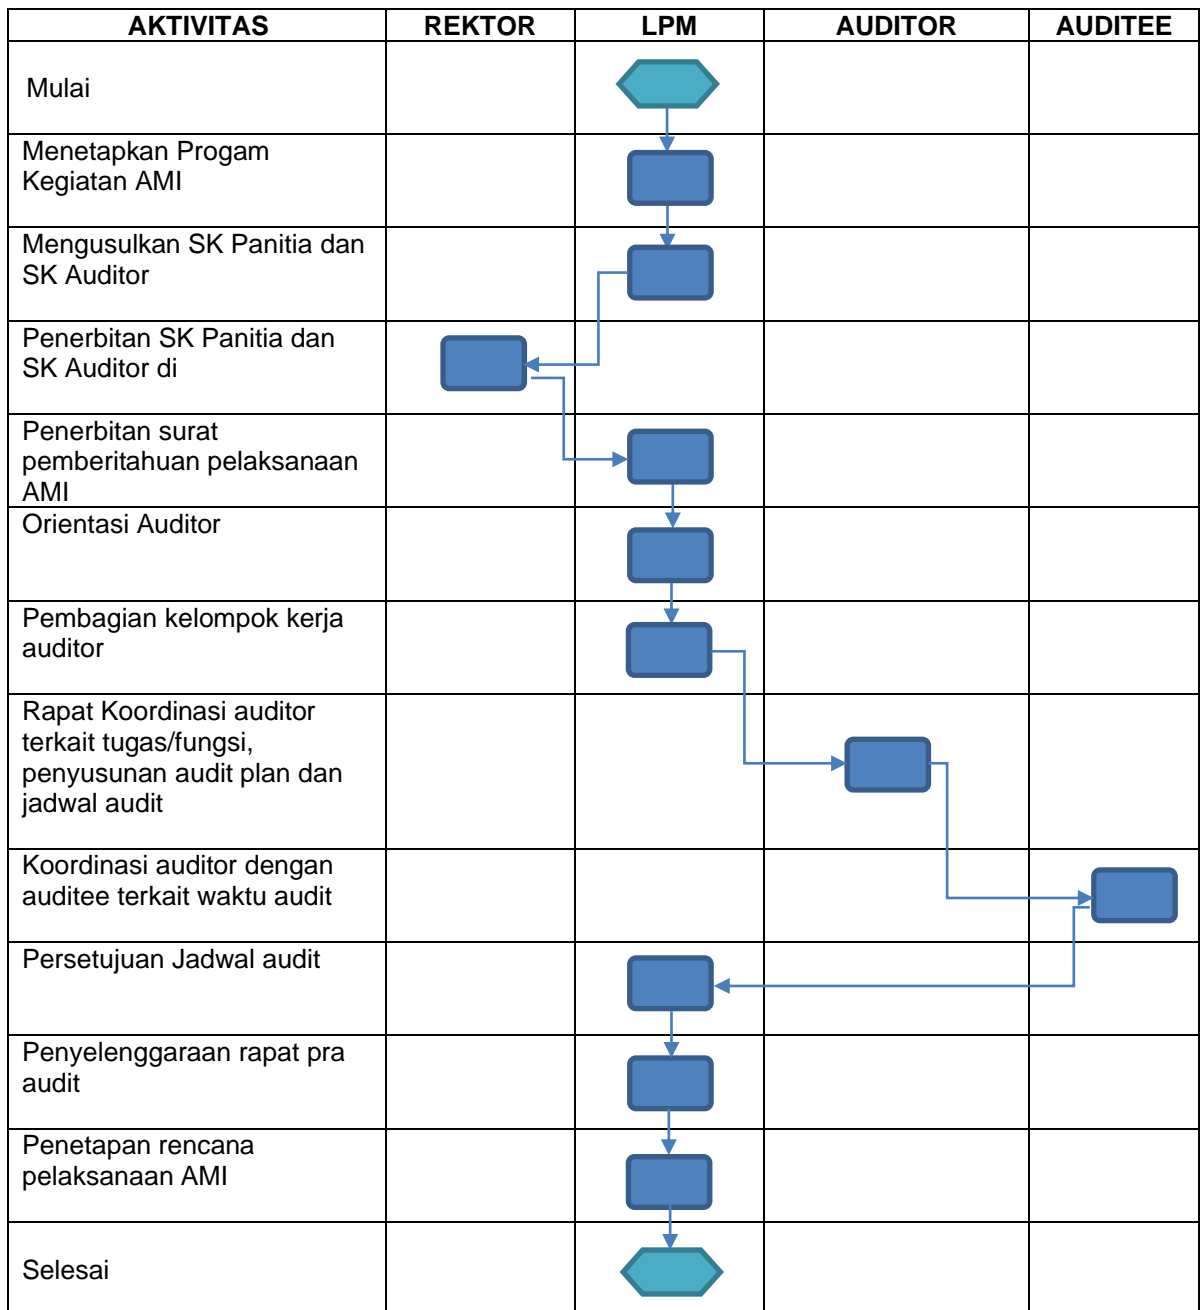 AKTIVITAS REKTOR LPM AUDITOR AUDITEE
Mulai
Menetapkan Progam
Kegiatan AMI
Mengusulkan SK Panitia dan
SK Auditor
Penerbitan SK Panitia dan
SK Auditor di
Penerbitan surat
pemberitahuan pelaksanaan
AMI
Orientasi Auditor
Pembagian kelompok kerja
auditor
Rapat Koordinasi auditor
terkait tugas/fungsi,
penyusunan audit plan dan
jadwal audit
Koordinasi auditor dengan
auditee terkait waktu audit
Persetujuan Jadwal audit
Penyelenggaraan rapat pra
audit
Penetapan rencana
pelaksanaan AMI
Selesai